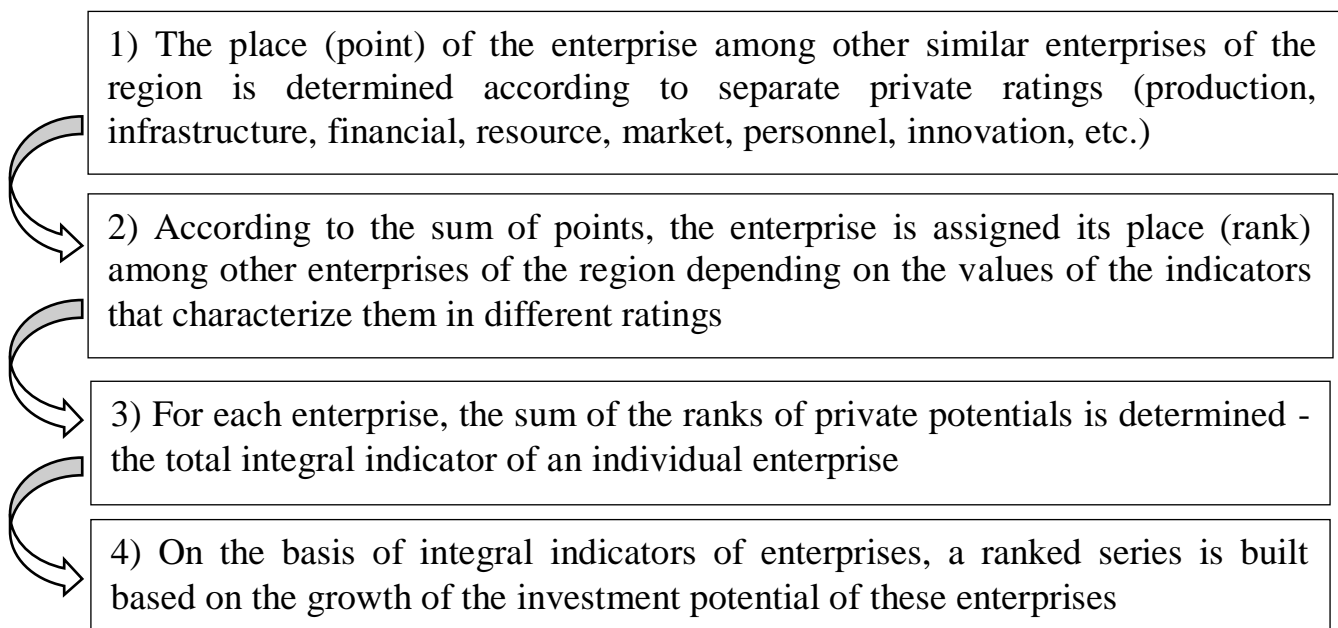 1) The place (point) of the enterprise among other similar enterprises of the
region is determined according to separate private ratings (production,
infrastructure, financial, resource, market, personnel, innovation, etc.)
2) According to the sum of points, the enterprise is assigned its place (rank)
among other enterprises of the region depending on the values of the indicators
that characterize them in different ratings
3) For each enterprise, the sum of the ranks of private potentials is determined -
the total integral indicator of an individual enterprise
4) On the basis of integral indicators of enterprises, a ranked series is built
based on the growth of the investment potential of these enterprises